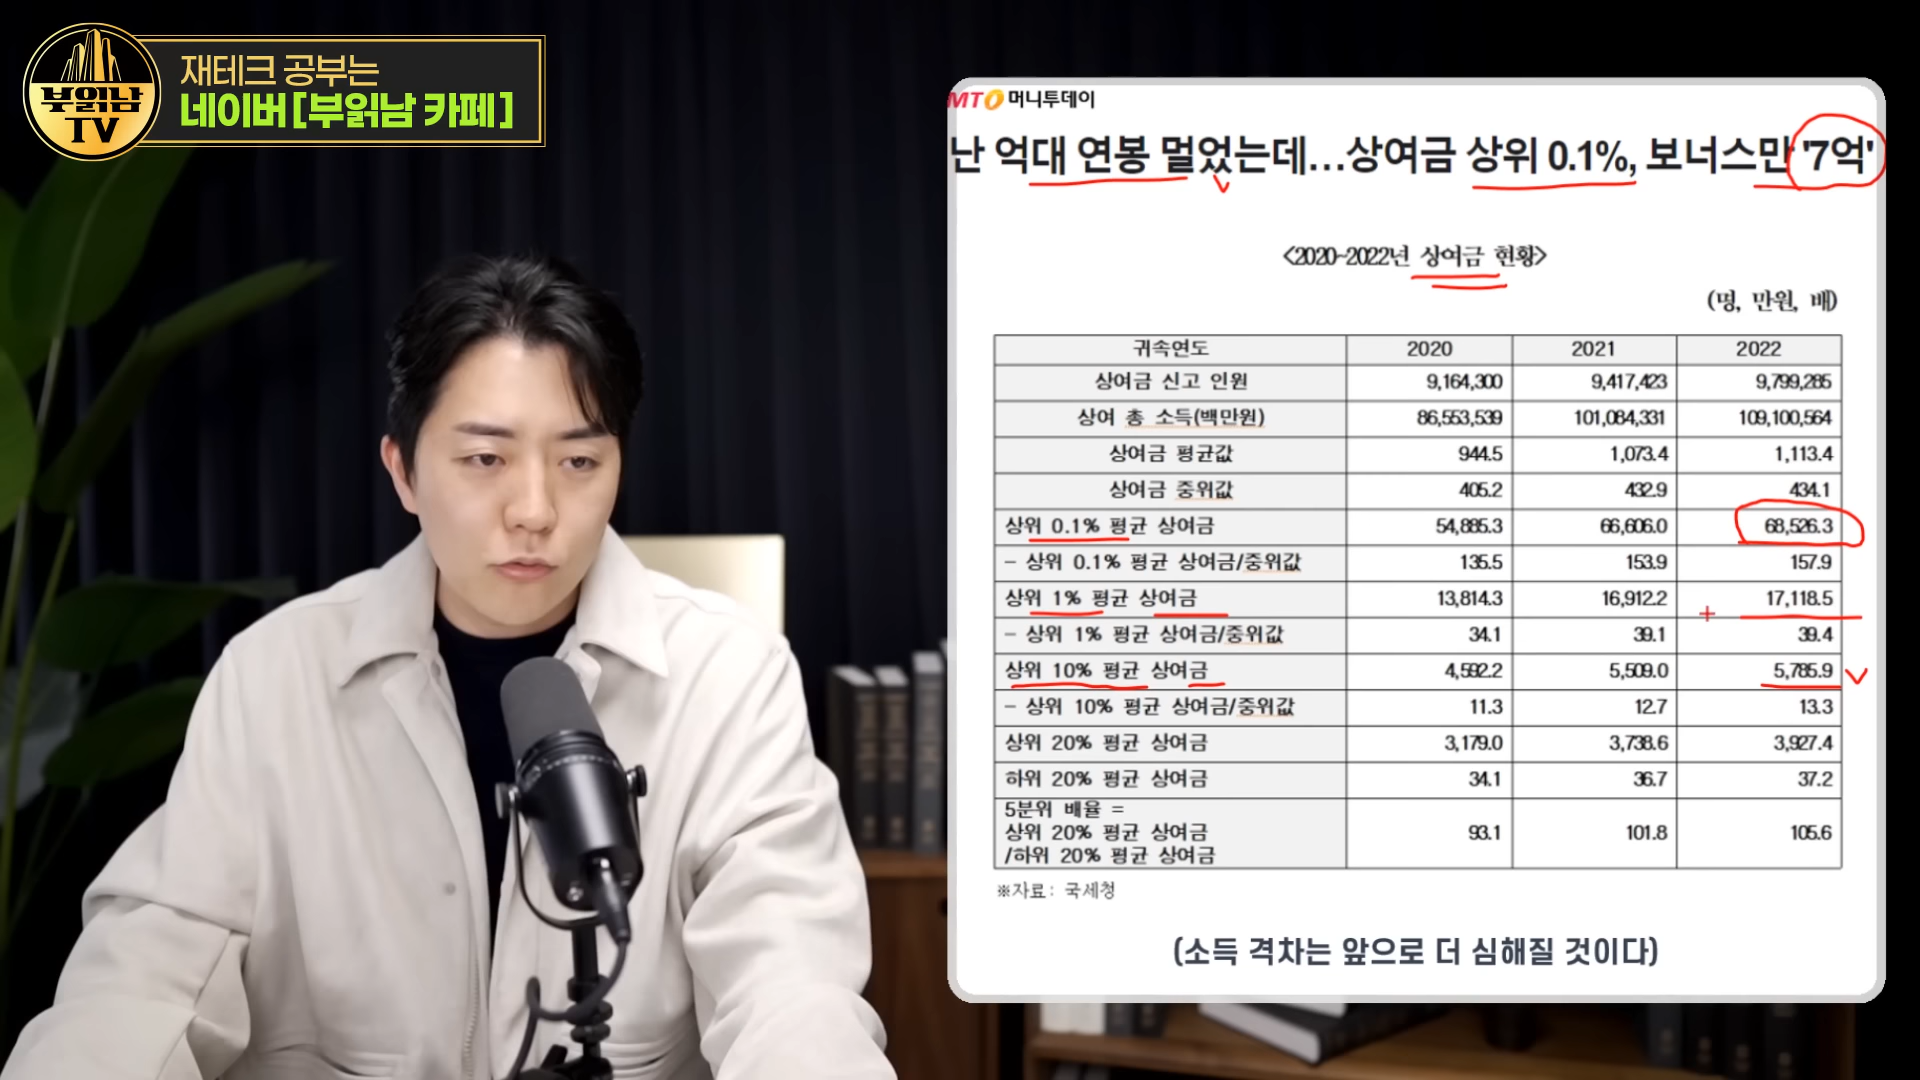 부읽남
TV
재테크 공부는
네이버 [부읽남 카페]
MTO 머니투데이
난 억대 연봉 멀었는데...상여금 상위 0.1%, 보너스만 '7억'
<2020~2022년 상여금 현황>
(명, 만원, 배)
귀속연도 2020 2021 2022
상여금 신고 인원 9,164,300 9,417,423 9,799,285
상여 총 소득(백만원) 86,553,539 101,084,331 109,100,564
상여금 평균값 944.5 1,073.4 1,113.4
상여금 중위값 405.2 432.9 434.1
상위 0.1% 평균 상여금 54,885.3 66,606.0 68,526.3
- 상위 0.1% 평균 상여금/중위값 135.5 153.9 157.9
상위 1% 평균 상여금 13,814.3 16,912.2 17,118.5
- 상위 1% 평균 상여금/중위값 34.1 39.1 39.4
상위 10% 평균 상여금 4,592.2 5,509.0 5,785.9
- 상위 10% 평균 상여금/중위값 11.3 12.7 13.3
상위 20% 평균 상여금 3,179.0 3,738.6 3,927.4
하위 20% 평균 상여금 34.1 36.7 37.2
5분위 배율 =
상위 20% 평균 상여금 93.1 101.8 105.6
/하위 20% 평균 상여금
※자료: 국세청
(소득 격차는 앞으로 더 심해질 것이다)